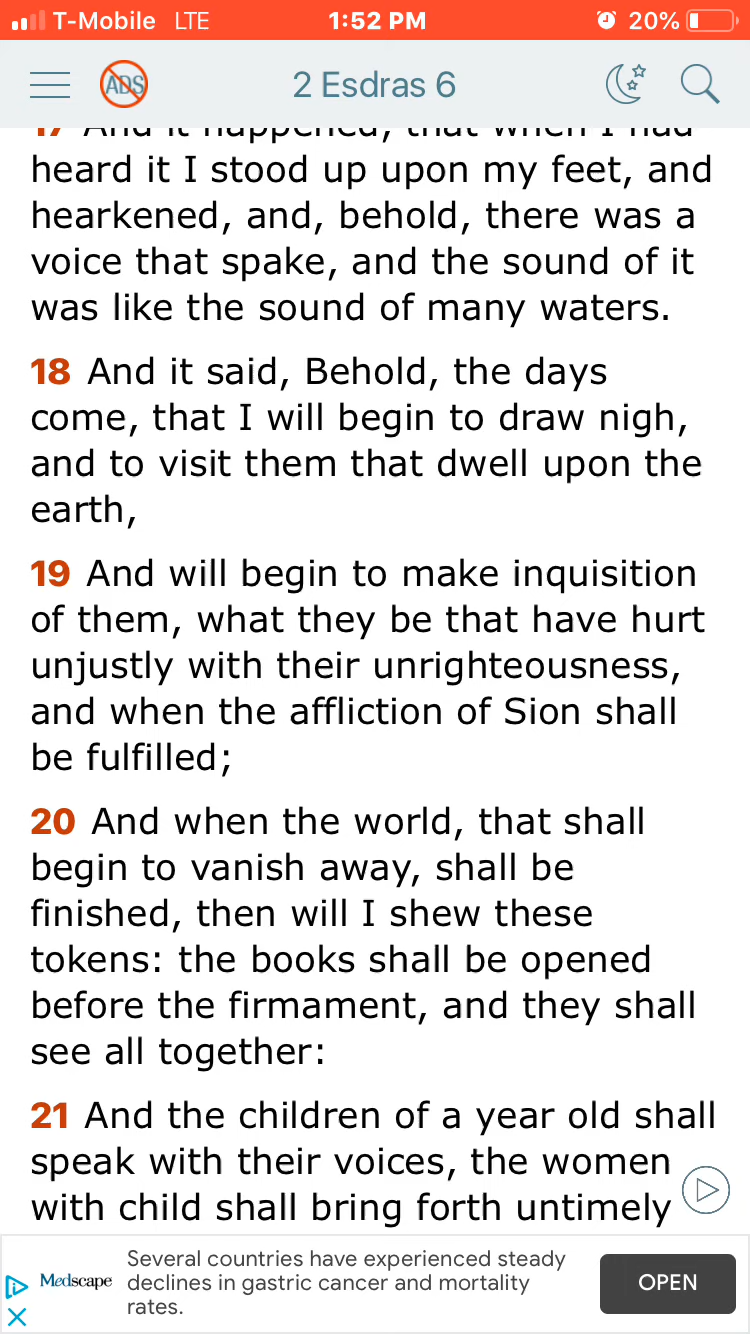 T-Mobile LTE 1:52 PM 20%
ADS 2 Esdras 6
17 And it happened, that when I had
heard it I stood up upon my feet, and
hearkened, and, behold, there was a
voice that spake, and the sound of it
was like the sound of many waters.
18 And it said, Behold, the days
come, that I will begin to draw nigh,
and to visit them that dwell upon the
earth,
19 And will begin to make inquisition
of them, what they be that have hurt
unjustly with their unrighteousness,
and when the affliction of Sion shall
be fulfilled;
20 And when the world, that shall
begin to vanish away, shall be
finished, then will I shew these
tokens: the books shall be opened
before the firmament, and they shall
see all together:
21 And the children of a year old shall
speak with their voices, the women
with child shall bring forth untimely
Medscape
Several countries have experienced steady
declines in gastric cancer and mortality
rates.
OPEN